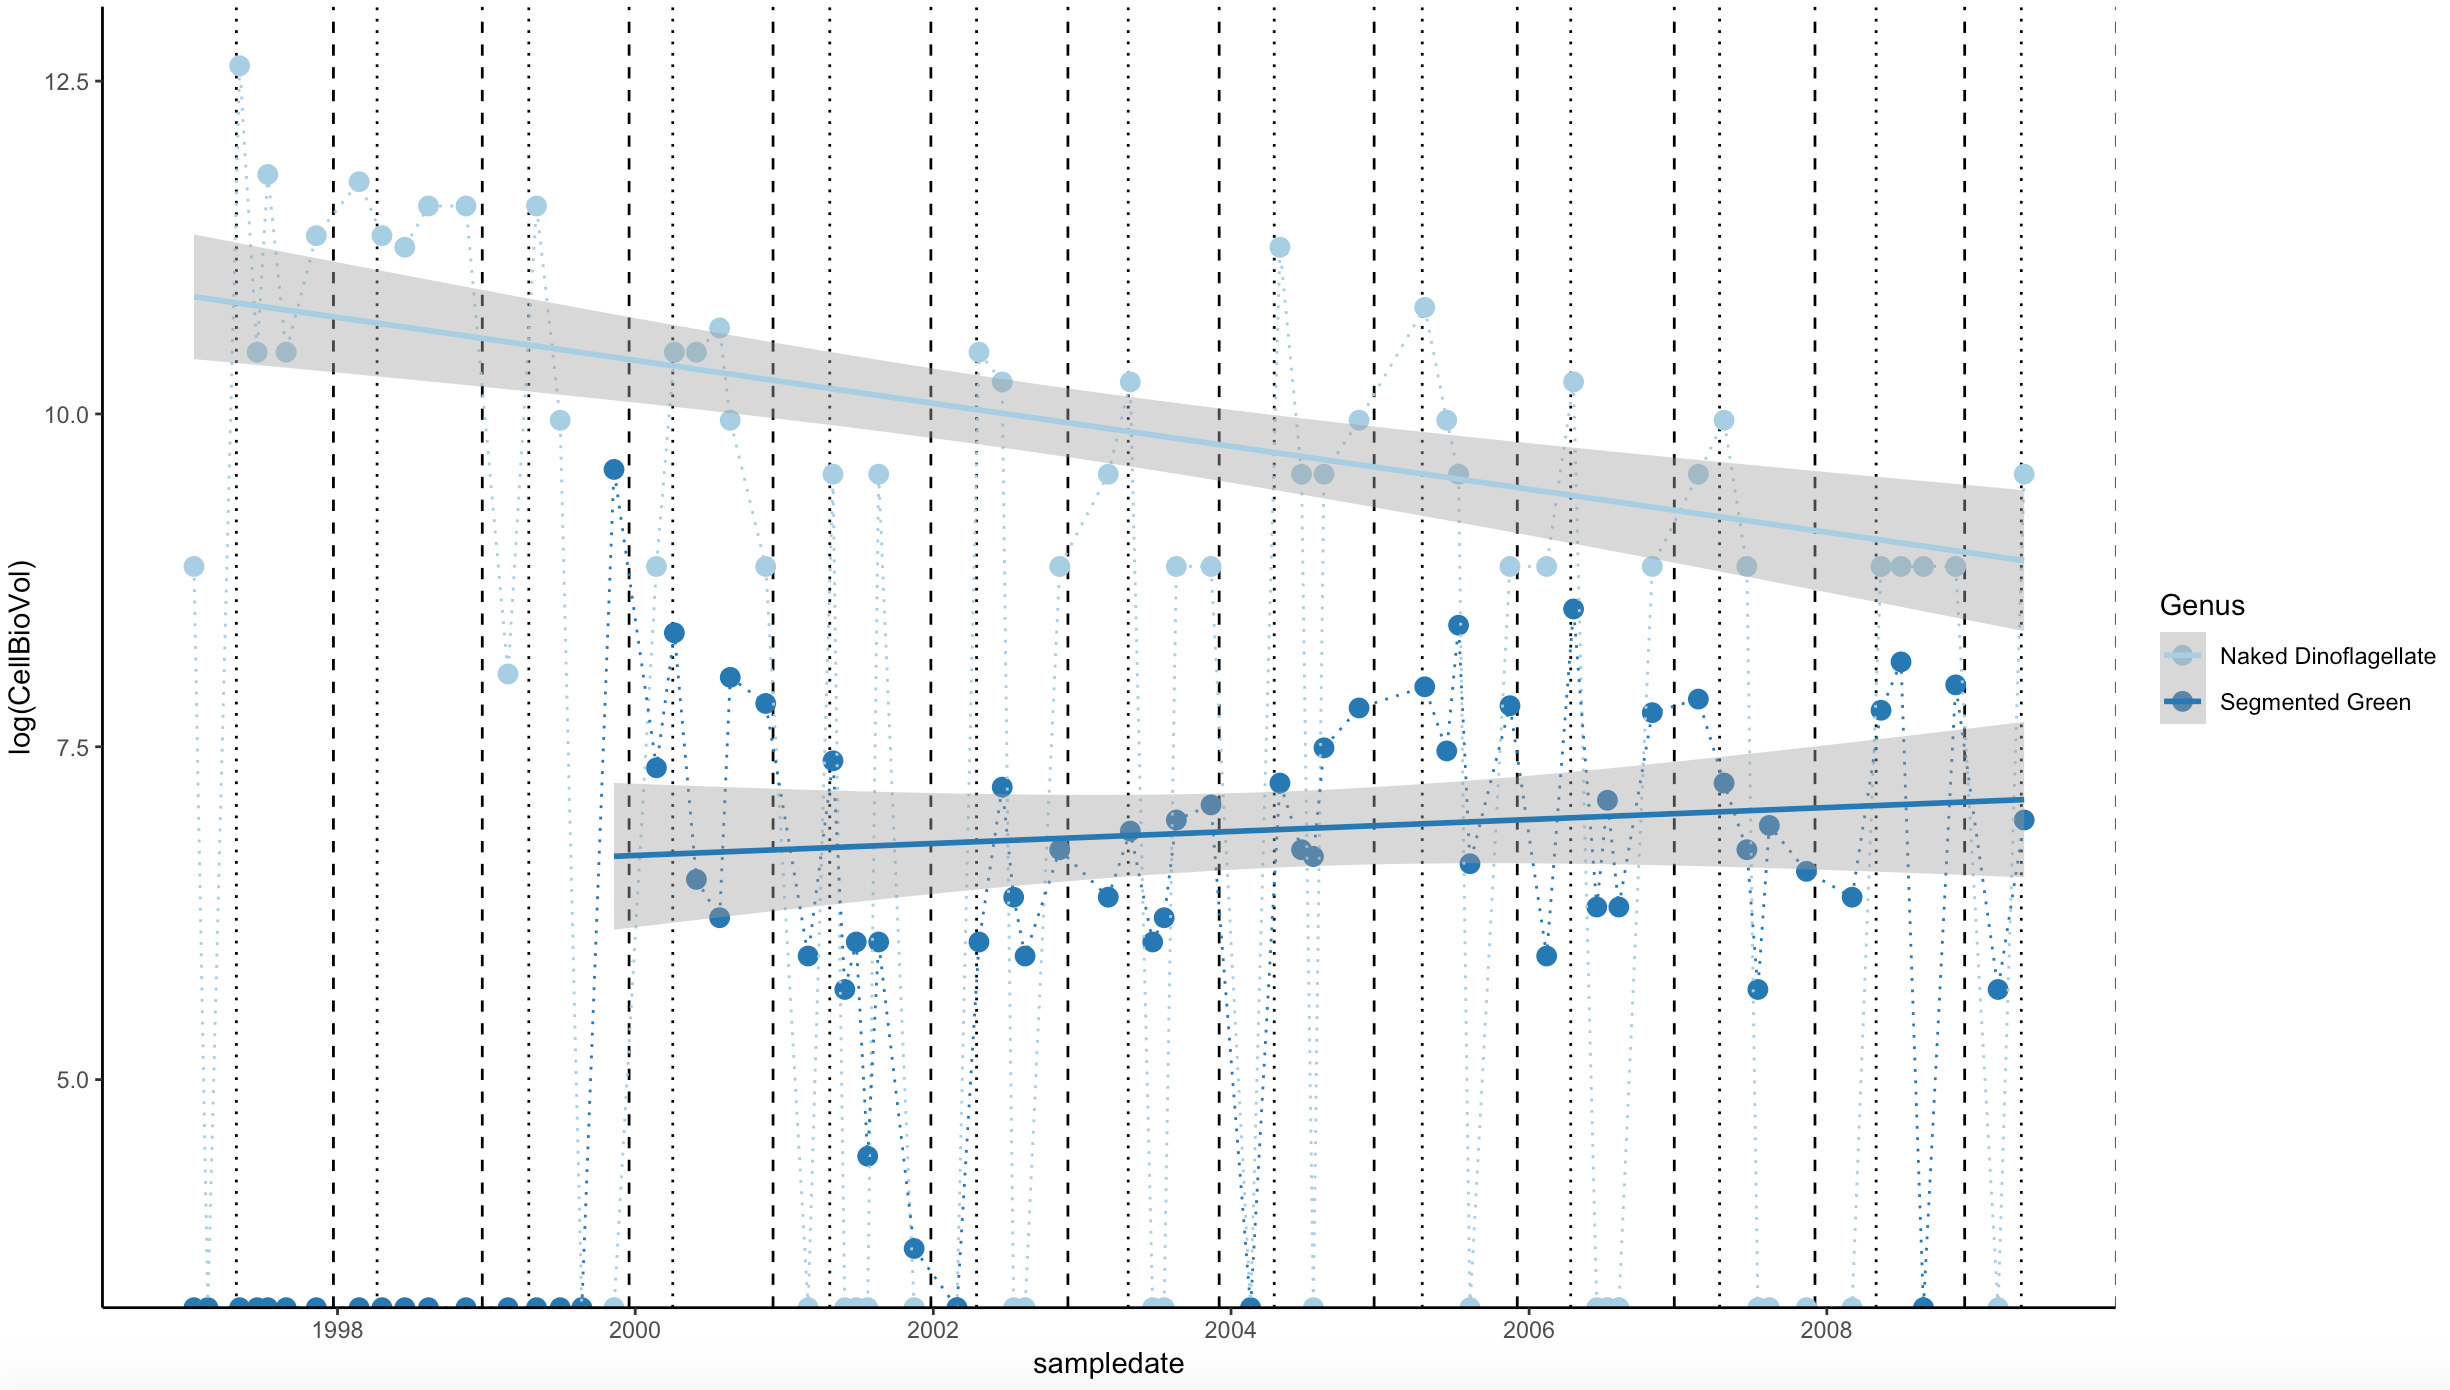 12.5
10.0
7.5
5.0
log(CellBioVol)
1998
2000
2002
2004
2006
2008
sampledate
Genus
Naked Dinoflagellate
Segmented Green